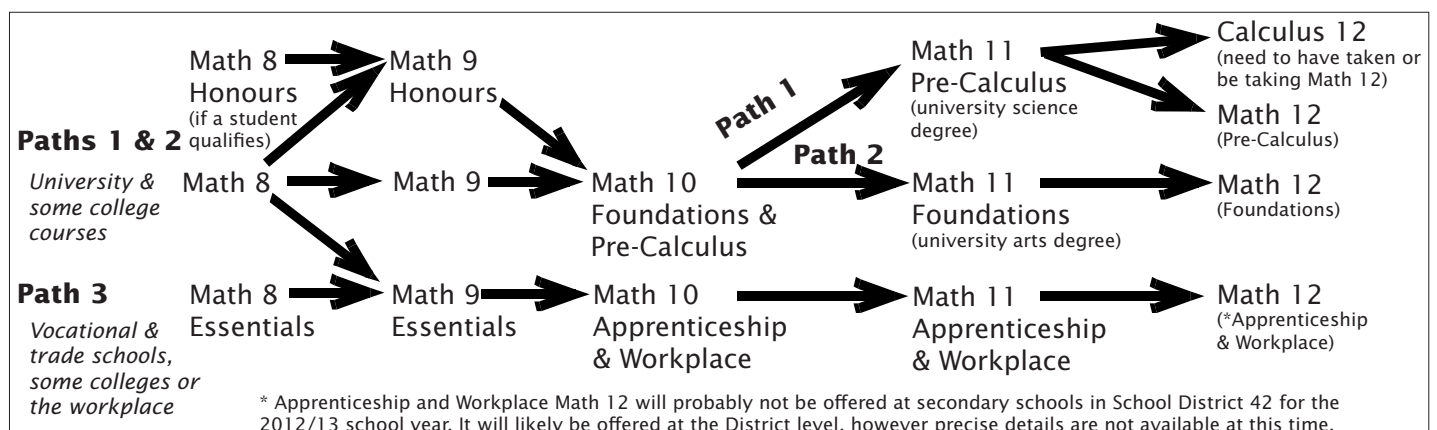 Math 8
Honours
(if a student
qualifies)
Math 9
Honours
Path 1
Math 11
Pre-Calculus
(university science
degree)
Calculus 12
(need to have taken or
be taking Math 12)
Math 12
(Pre-Calculus)
Paths 1 & 2
University &
some college
courses
Math 8
Math 9
Math 10
Foundations &
Pre-Calculus
Path 2
Math 11
Foundations
(university arts degree)
Math 12
(Foundations)
Path 3
Vocational &
trade schools,
some colleges or
the workplace
Math 8
Essentials
Math 9
Essentials
Math 10
Apprenticeship
& Workplace
Math 11
Apprenticeship
& Workplace
Math 12
(*Apprenticeship
& Workplace)
* Apprenticeship and Workplace Math 12 will probably not be offered at secondary schools in School District 42 for the
2012/13 school year. It will likely be offered at the District level, however precise details are not available at this time.